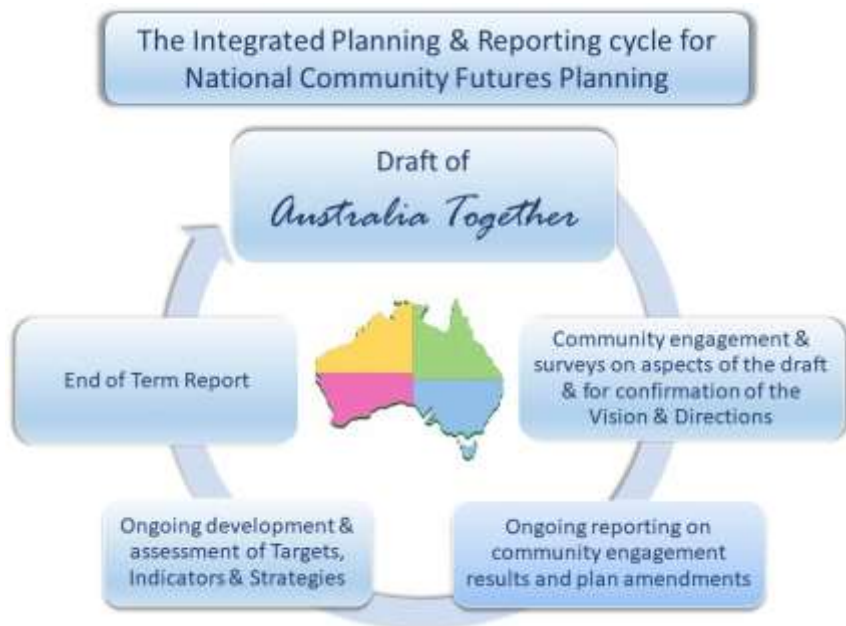 The Integrated Planning & Reporting cycle for
National Community Futures Planning
Draft of
Australia Together
Community engagement &
surveys on aspects of the draft
& for confirmation of the
Vision & Directions
Ongoing reporting on
community engagement
results and plan amendments
Ongoing development &
assessment of Targets,
Indicators & Strategies
End of Term Report